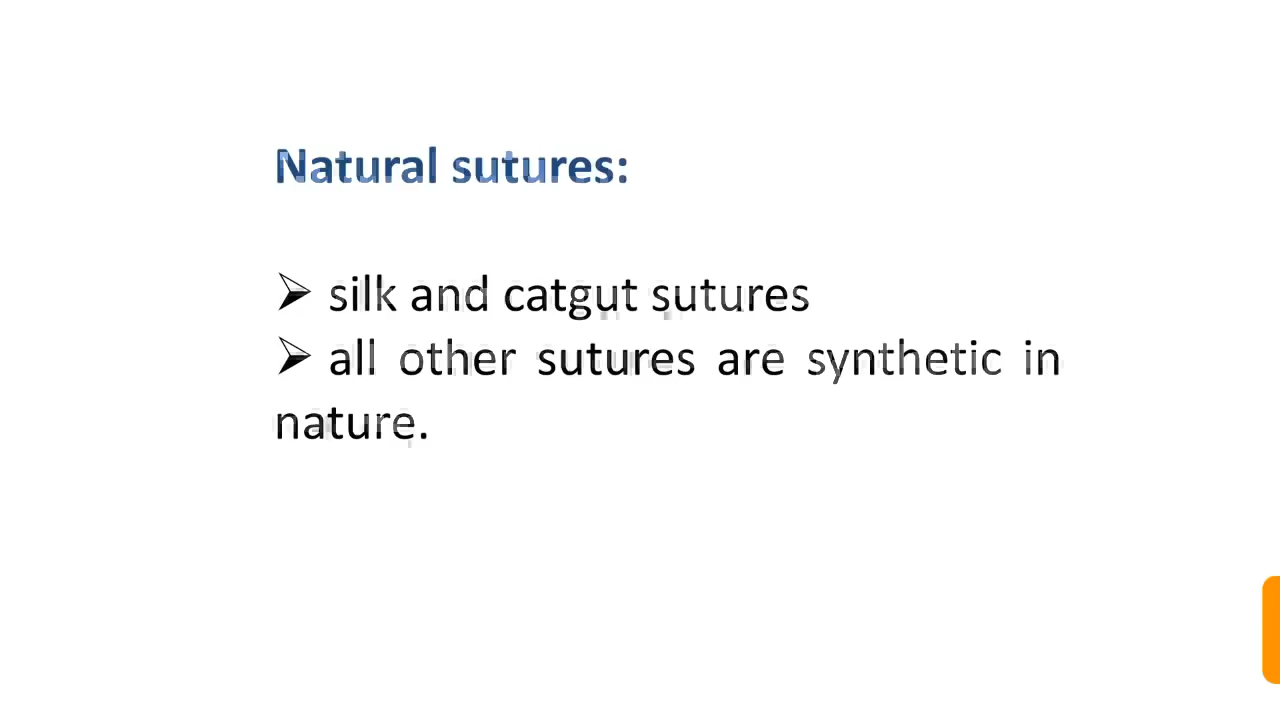 Natural sutures:
➢ silk and catgut sutures
➢ all other sutures are synthetic in
nature.